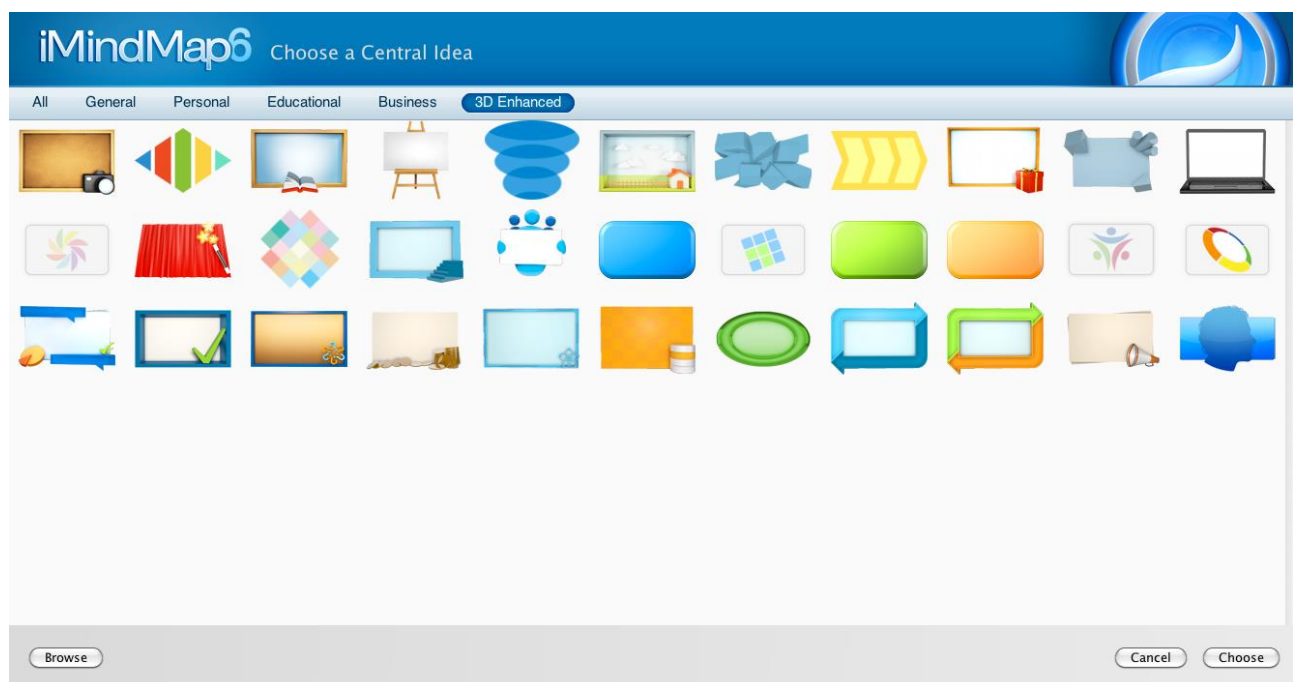 iMindMap6 Choose a Central Idea
All General Personal Educational Business 3D Enhanced
Browse Cancel Choose